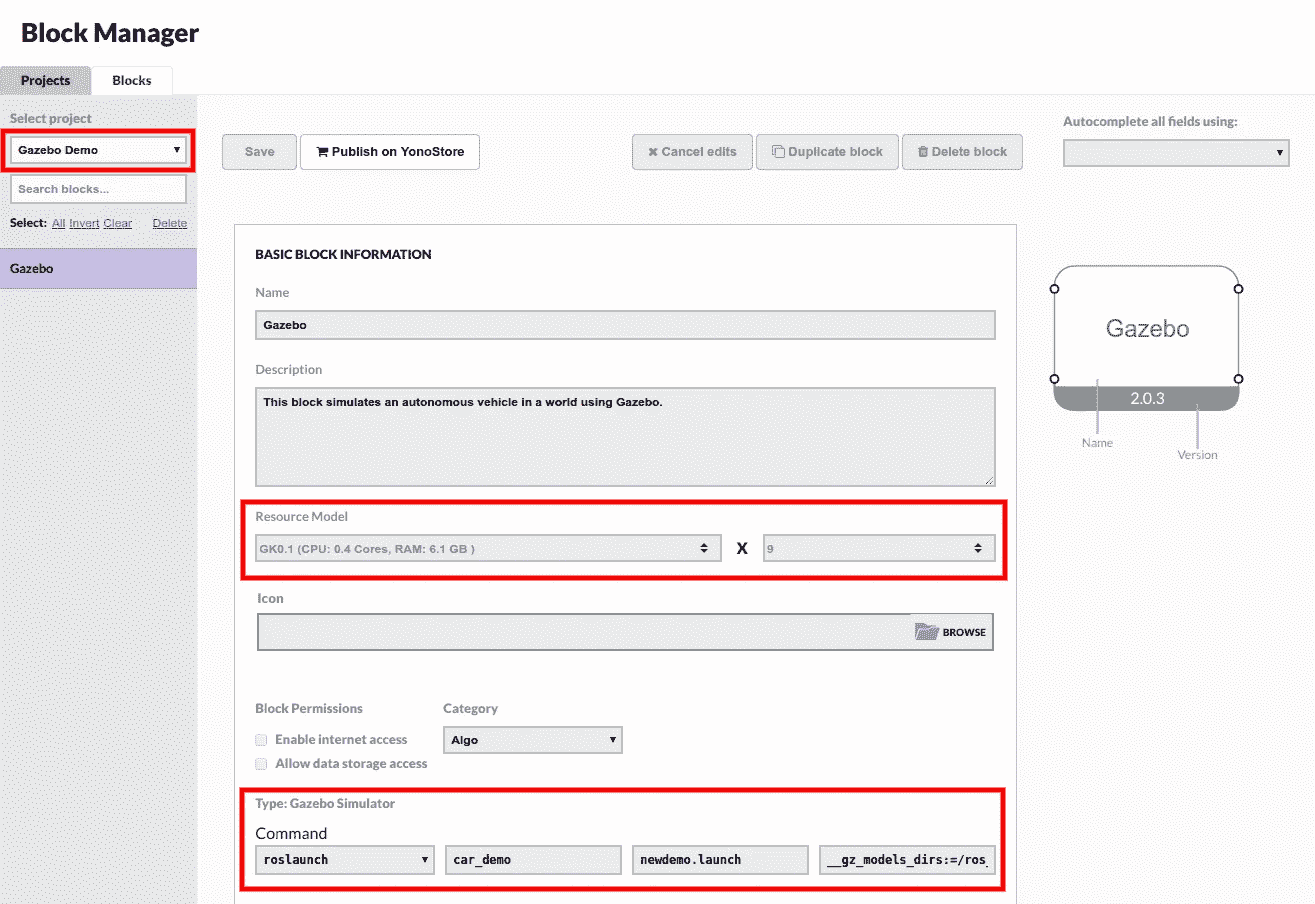 Block Manager
Projects Blocks
Select project
Gazebo Demo
Search blocks...
Select: All Invert Clear Delete
Gazebo
Save Publish on YonoStore Cancel edits Duplicate block Delete block
Autocomplete all fields using:
BASIC BLOCK INFORMATION
Name
Gazebo
Description
This block simulates an autonomous vehicle in a world using Gazebo.
Resource Model
GK0.1 (CPU: 0.4 Cores, RAM: 6.1 GB ) X 9
Icon
BROWSE
Block Permissions Category
Enable internet access Algo
Allow data storage access
Type: Gazebo Simulator
Command
roslaunch car_demo newdemo.launch __gz_models_dirs:=/ros_
Gazebo
2.0.3
Name
Version